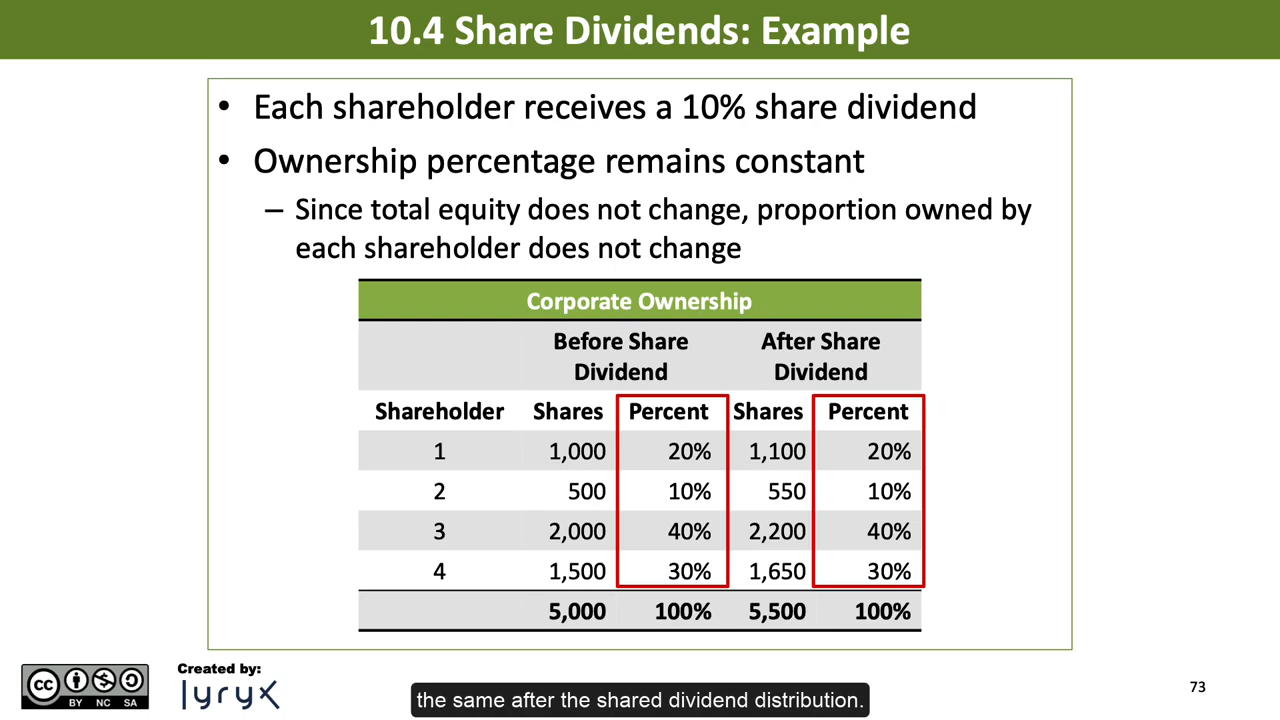 10.4 Share Dividends: Example
• Each shareholder receives a 10% share dividend
• Ownership percentage remains constant
– Since total equity does not change, proportion owned by
each shareholder does not change
Corporate Ownership
Before Share Dividend After Share Dividend
Shareholder Shares Percent Shares Percent
1 1,000 20% 1,100 20%
2 500 10% 550 10%
3 2,000 40% 2,200 40%
4 1,500 30% 1,650 30%
5,000 100% 5,500 100%
cc BY NC SA
Created by:
lyryx
73
the same after the shared dividend distribution.